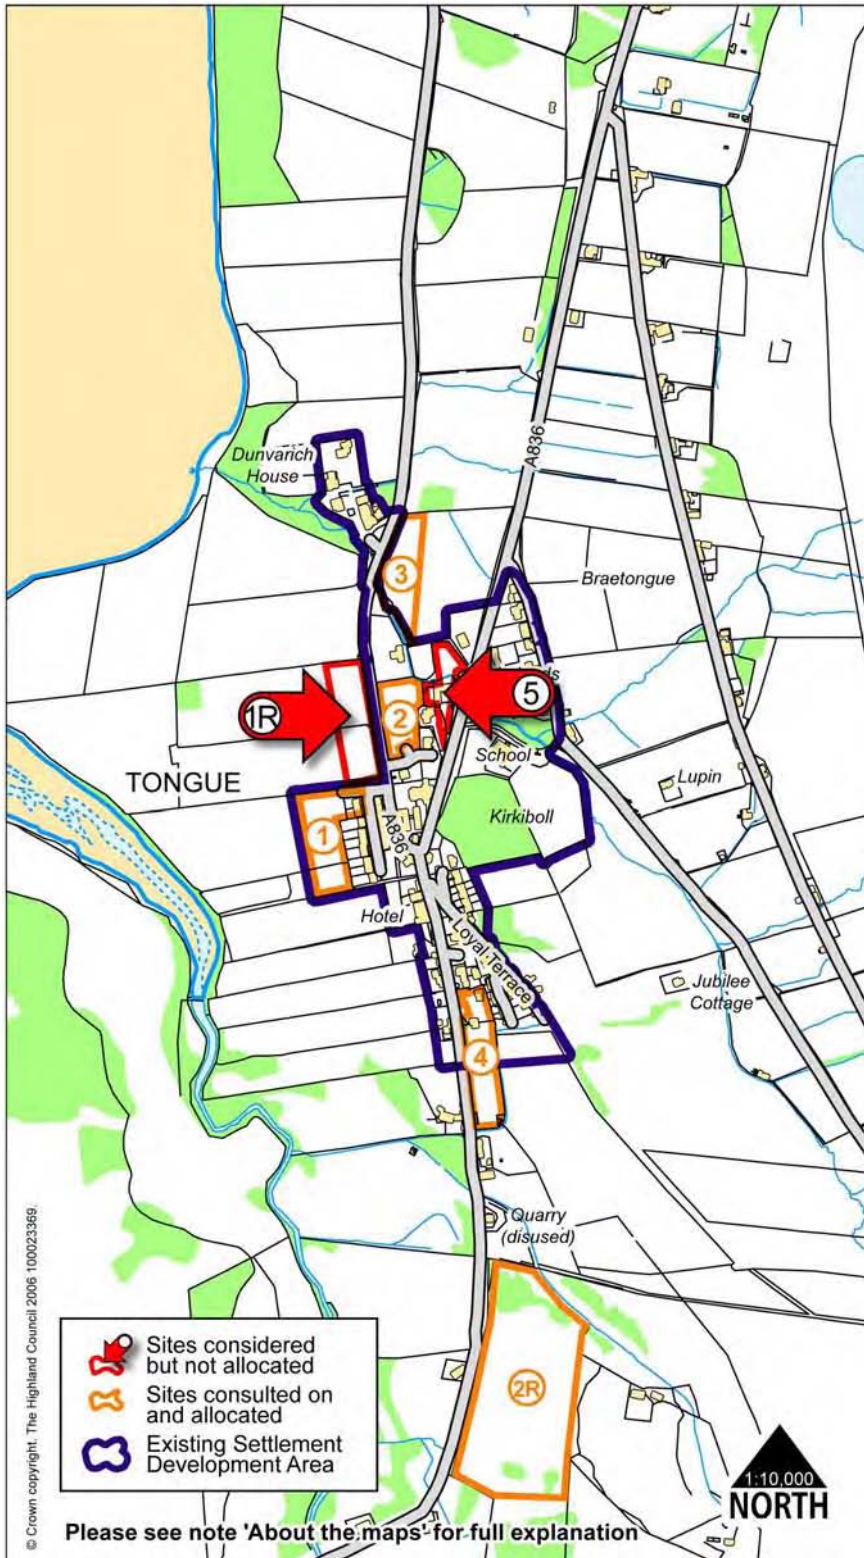 A836
Dunvarich
House
Braetongue
3
1R
5
2
School
Lupin
TONGUE
Kirkiboll
1
A836
Hotel
Loyal Terrace
Jubilee
Cottage
4
Quarry
(disused)
2R
Sites considered
but not allocated
Sites consulted on
and allocated
Existing Settlement
Development Area
1:10,000
NORTH
Please see note 'About the maps' for full explanation
© Crown copyright. The Highland Council 2006 100023369.